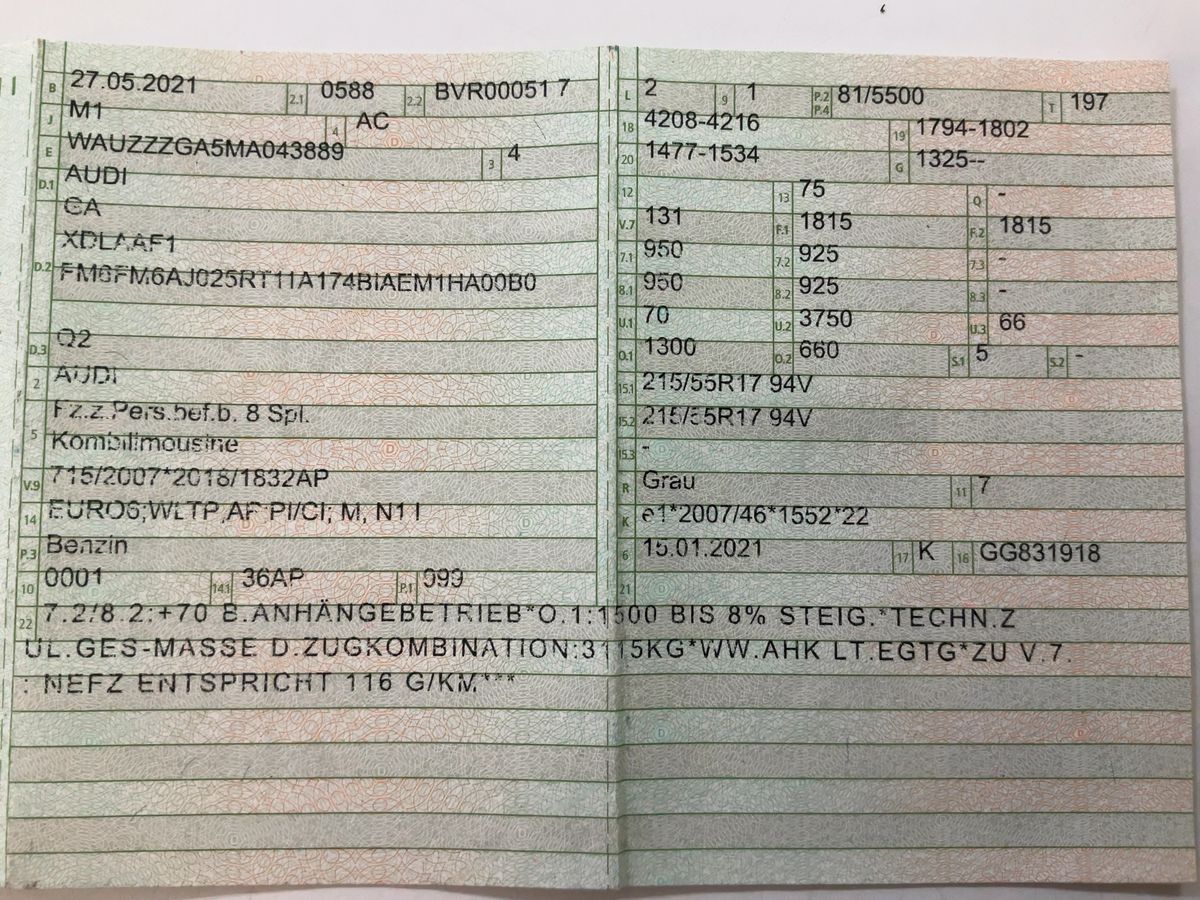 B 27.05.2021 2.1 0588 2.2 BVR00051 7
J M1 4 AC
E WAUZZZGA5MA043889 3 4
D.1 AUDI
GA
D.2 XDLAAF1
FM6FM6AJ025RT11A174BIAEM1HA00B0
D.3 Q2
2 AUDI
5 Fz.z.Pers.bef.b. 8 Spl.
Kombilimousine
V.9 715/2007*2018/1832AP
14 EURO6;WLTP,AP:PI/CI; M, N1 I
P.3 Benzin
10 0001 14.1 36AP P.1 999
L 2 9 1 P.2 P.4 81/5500 T 197
18 4208-4216 19 1794-1802
20 1477-1534 G 1325--
12 13 75 Q -
V.7 131 F.1 1815 F.2 1815
7.1 950 7.2 925 7.3 -
8.1 950 8.2 925 8.3 -
U.1 70 U.2 3750 U.3 66
O.1 1300 O.2 660 S.1 5 S.2 -
15.1 215/55R17 94V
15.2 215/55R17 94V
15.3 -
R Grau 11 7
K e1*2007/46*1552*22
6 15.01.2021 17 K 16 GG831918
21
22 7.2/8.2:+70 B.ANHÄNGEBETRIEB*O.1:1500 BIS 8% STEIG.*TECHN.Z
UL.GES-MASSE D.ZUGKOMBINATION:3115KG*WW.AHK LT.EGTG*ZU V.7.
: NEFZ ENTSPRICHT 116 G/KM***